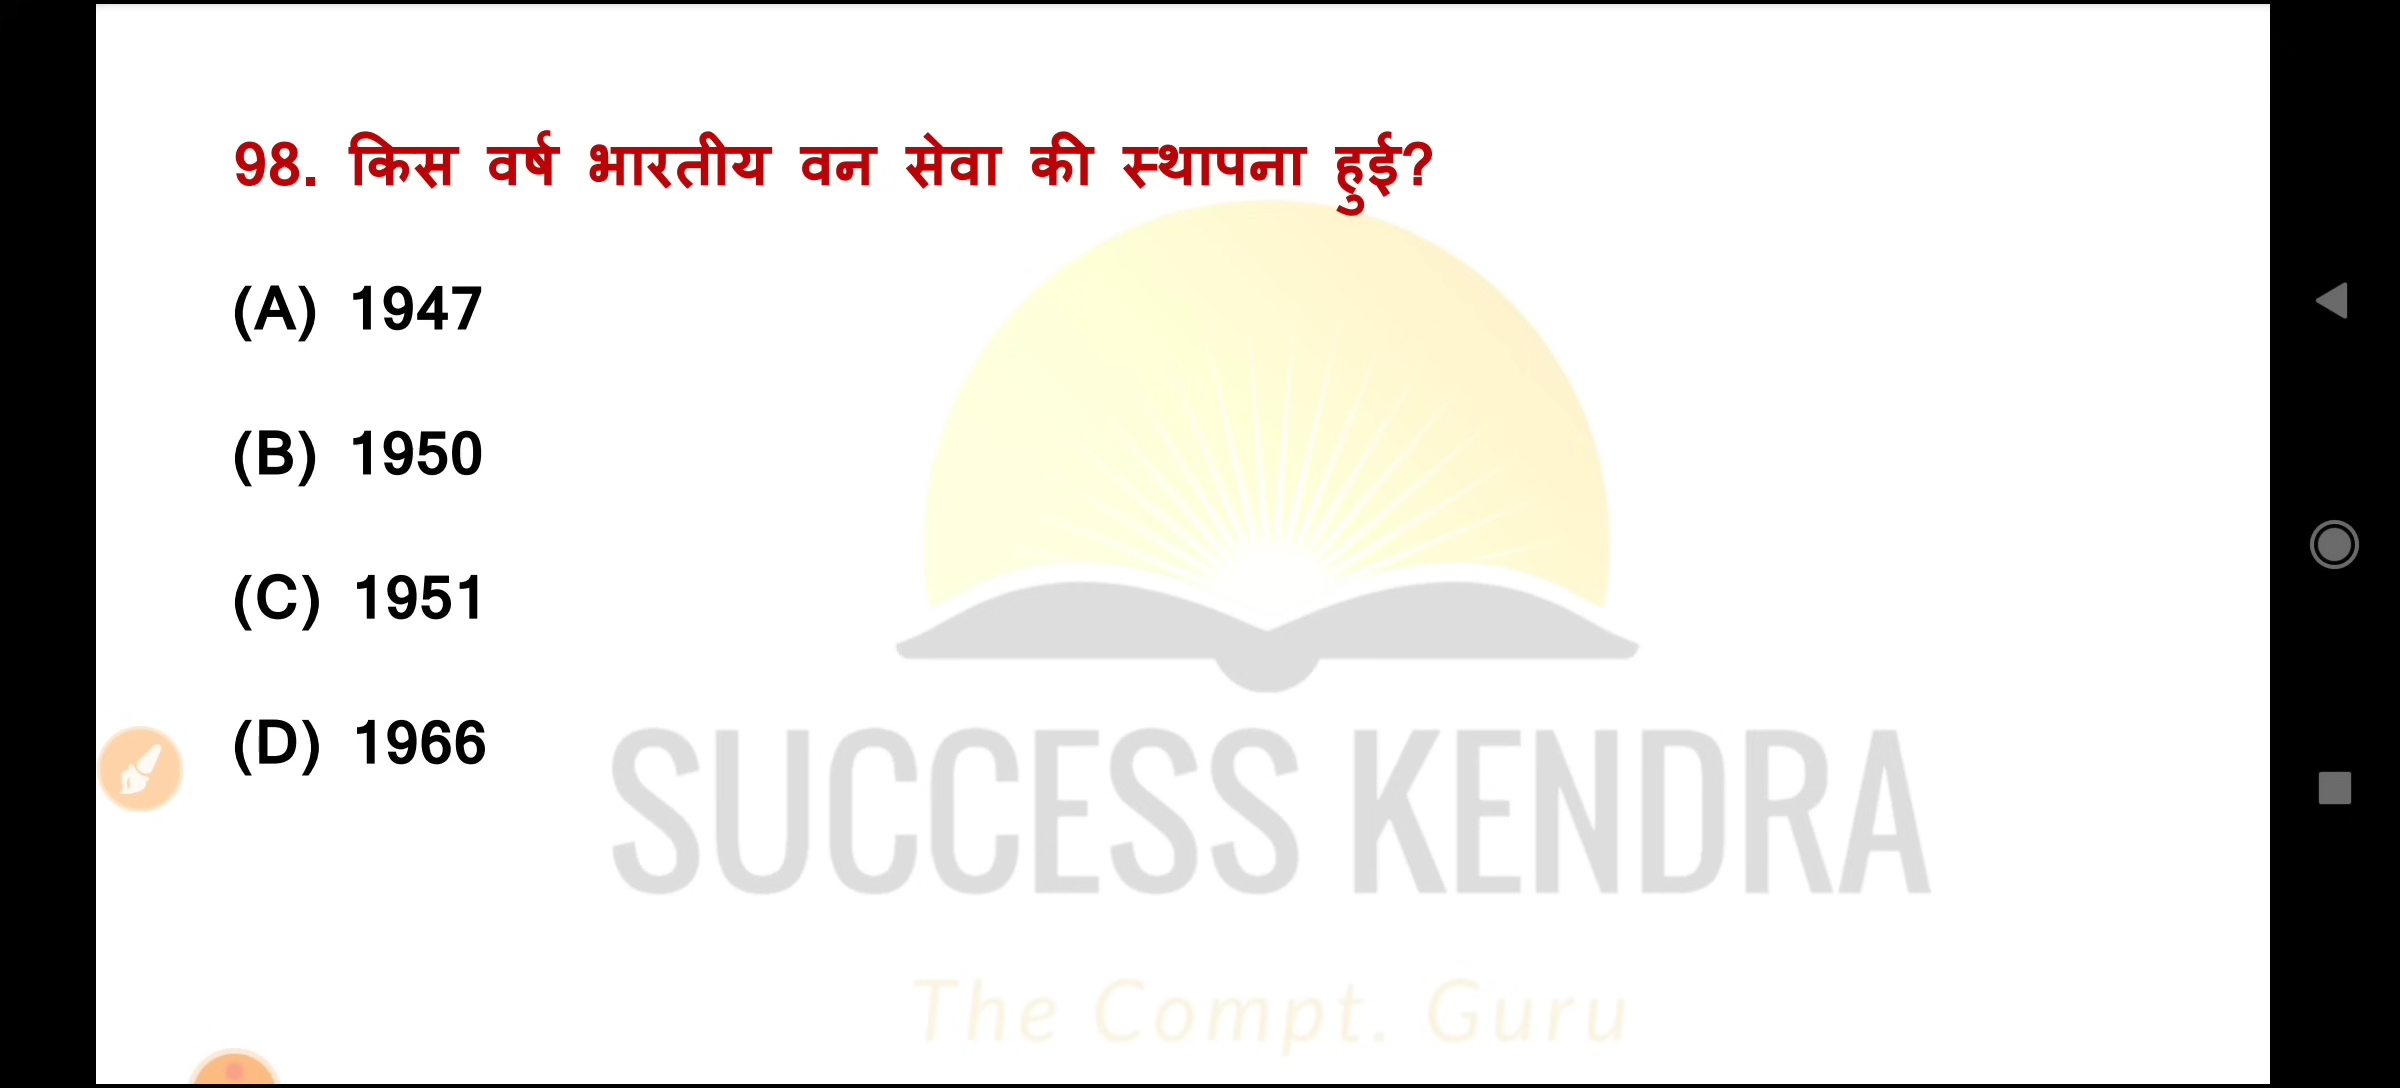 98. किस वर्ष भारतीय वन सेवा की स्थापना हुई?
(A) 1947
(B) 1950
(C) 1951
(D) 1966
SUCCESS KENDRA
The Compt. Guru